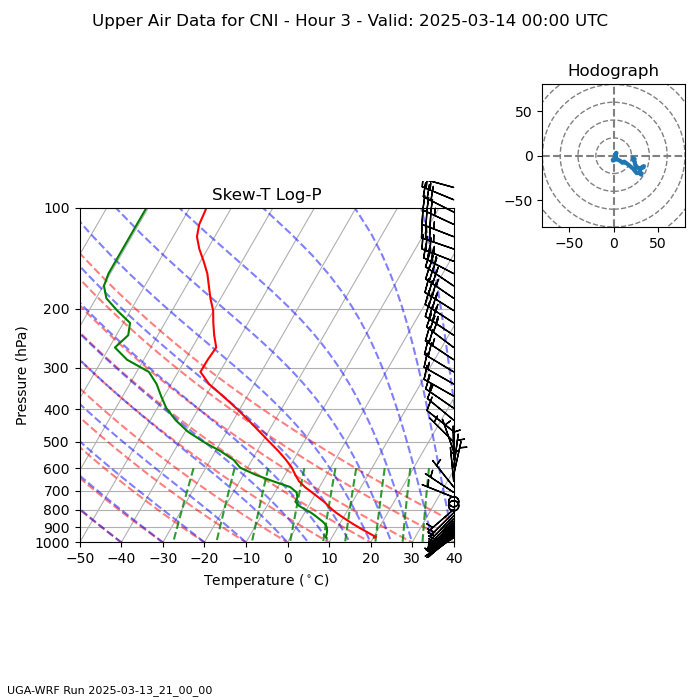 Upper Air Data for CNI - Hour 3 - Valid: 2025-03-14 00:00 UTC
Hodograph
50
0
−50
−50 0 50
Skew-T Log-P
100
200
300
400
500
600
700
800
900
1000
Pressure (hPa)
−50 −40 −30 −20 −10 0 10 20 30 40
Temperature (°C)
UGA-WRF Run 2025-03-13_21_00_00